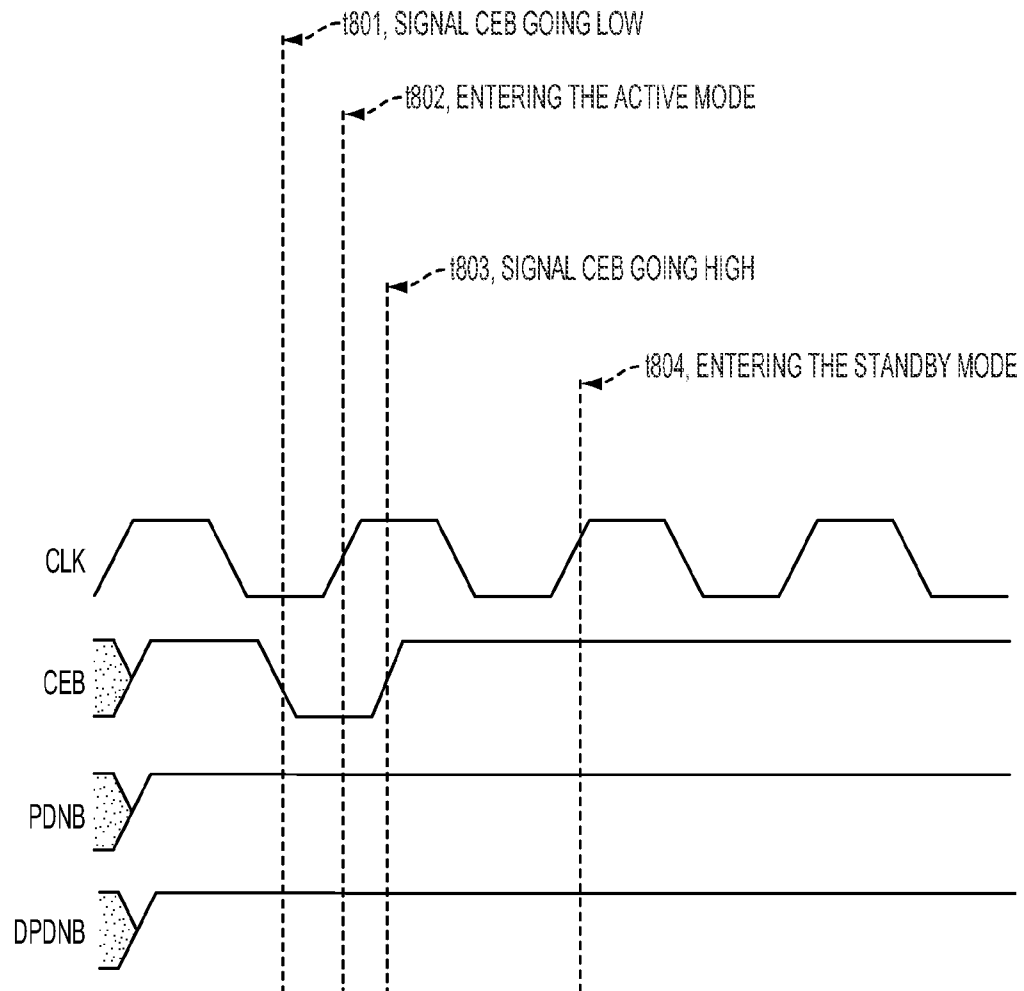 t801, SIGNAL CEB GOING LOW
t802, ENTERING THE ACTIVE MODE
t803, SIGNAL CEB GOING HIGH
t804, ENTERING THE STANDBY MODE
CLK
CEB
PDNB
DPDNB